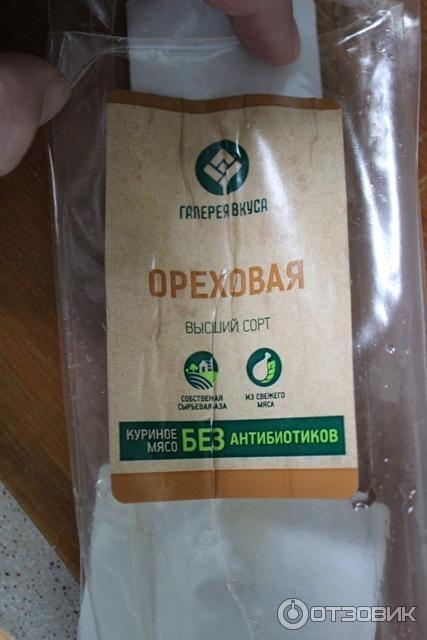 ГАЛЕРЕЯ ВКУСА
ОРЕХОВАЯ
ВЫСШИЙ СОРТ
СОБСТВЕНАЯ
СЫРЬЕВАЯ БАЗА
ИЗ СВЕЖЕГО
МЯСА
КУРИНОЕ
МЯСО БЕЗ АНТИБИОТИКОВ
ОТЗОВИК